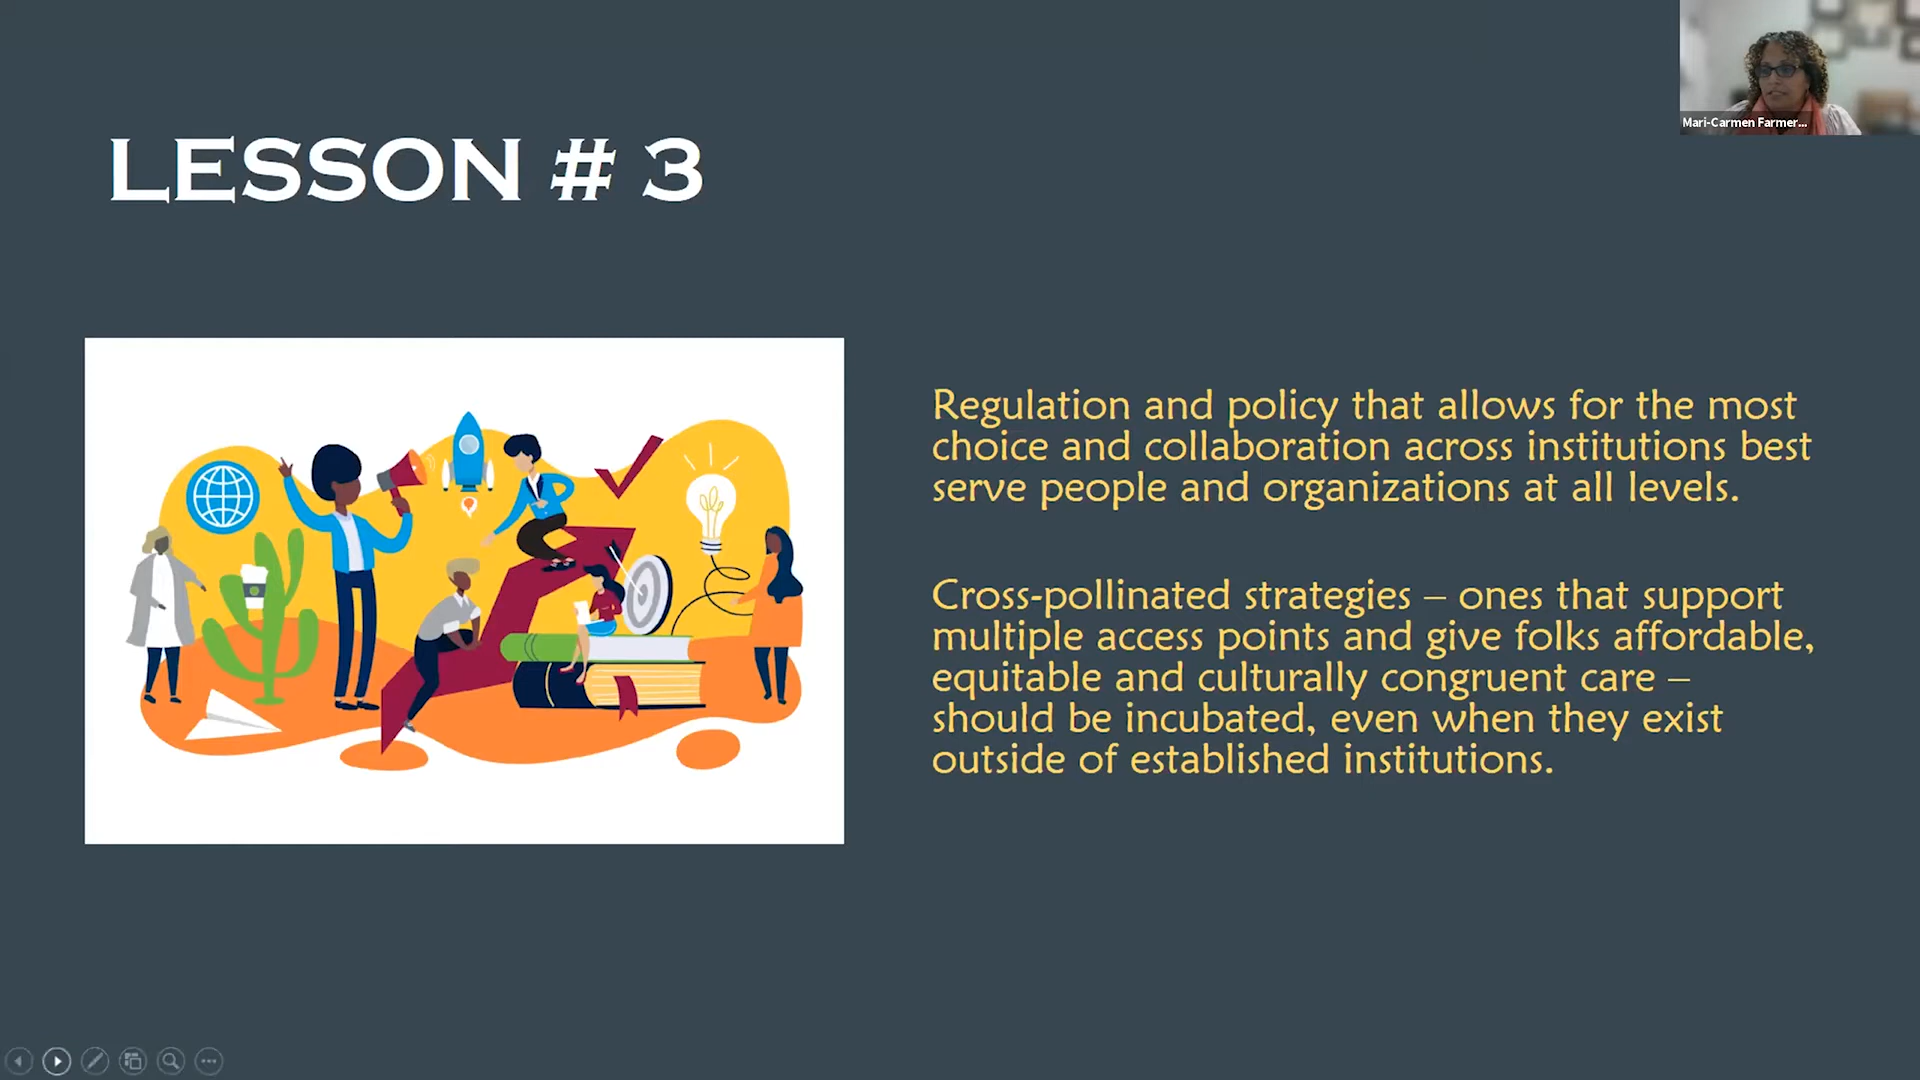 Mari-Carmen Farmer...
LESSON # 3
Regulation and policy that allows for the most
choice and collaboration across institutions best
serve people and organizations at all levels.
Cross-pollinated strategies – ones that support
multiple access points and give folks affordable,
equitable and culturally congruent care –
should be incubated, even when they exist
outside of established institutions.